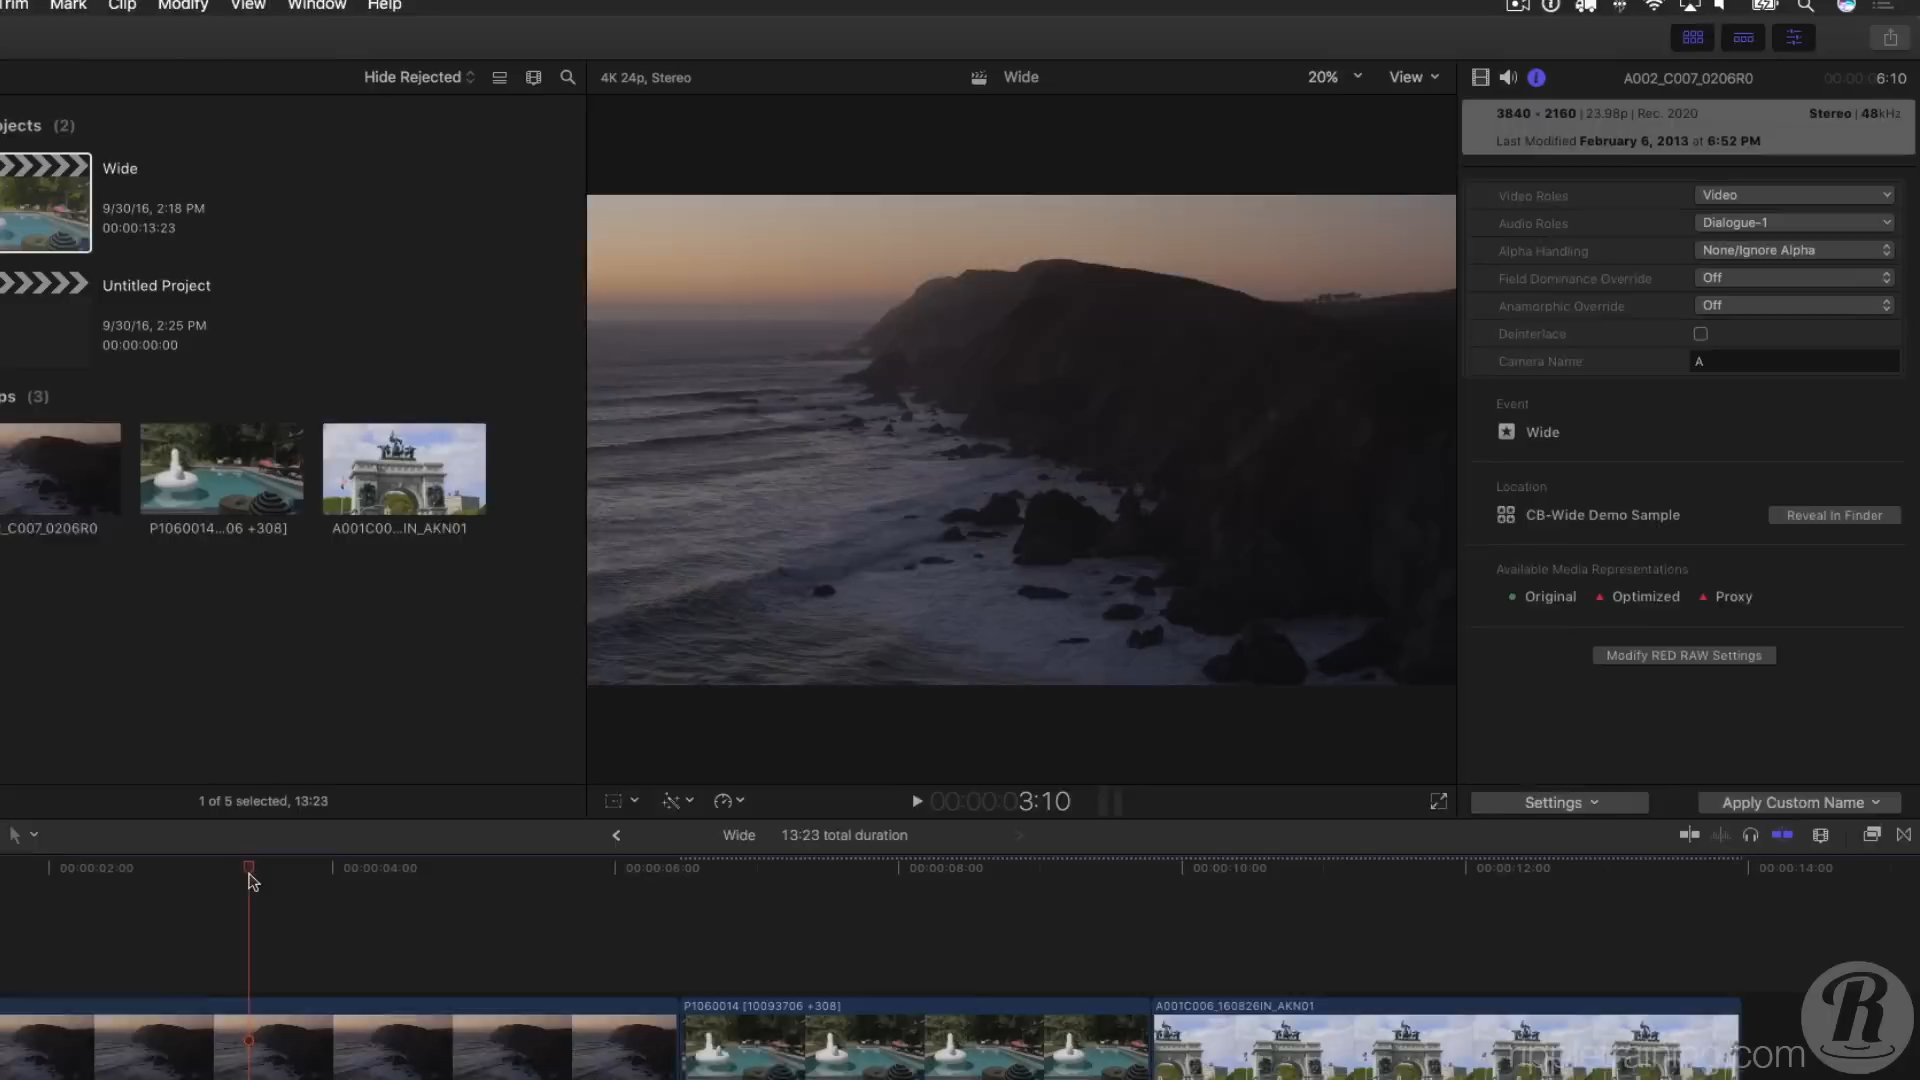 Trim Mark Clip Modify View Window Help
Hide Rejected
4K 24p, Stereo
Wide
20%
View
A002_C007_0206R0
00:00:06:10
ojects (2)
3840 × 2160 | 23.98p | Rec. 2020
Stereo | 48kHz
Last Modified February 6, 2013 at 6:52 PM
Wide
9/30/16, 2:18 PM
00:00:13:23
Untitled Project
9/30/16, 2:25 PM
00:00:00:00
ps (3)
_C007_0206R0
P1060014...06 +308]
A001C00...IN_AKN01
Video Roles
Video
Audio Roles
Dialogue-1
Alpha Handling
None/Ignore Alpha
Field Dominance Override
Off
Anamorphic Override
Off
Deinterlace
Camera Name
A
Event
Wide
Location
CB-Wide Demo Sample
Reveal in Finder
Available Media Representations
Original
Optimized
Proxy
Modify RED RAW Settings
1 of 5 selected, 13:23
00:00:03:10
Settings
Apply Custom Name
Wide
13:23 total duration
00:00:02:00
00:00:04:00
00:00:06:00
00:00:08:00
00:00:10:00
00:00:12:00
00:00:14:00
P1060014 [10093706 +308]
A001C006_160826IN_AKN01
R
rippletraining.com